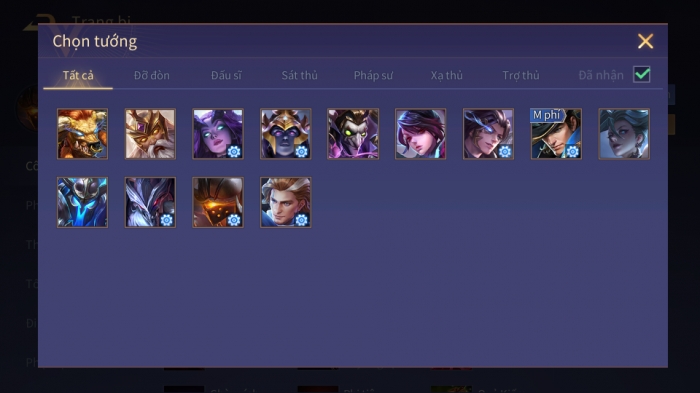 Trang bị
Chọn tướng
Tất cả Đỡ đòn Đấu sĩ Sát thủ Pháp sư Xạ thủ Trợ thủ Đã nhận
M phí